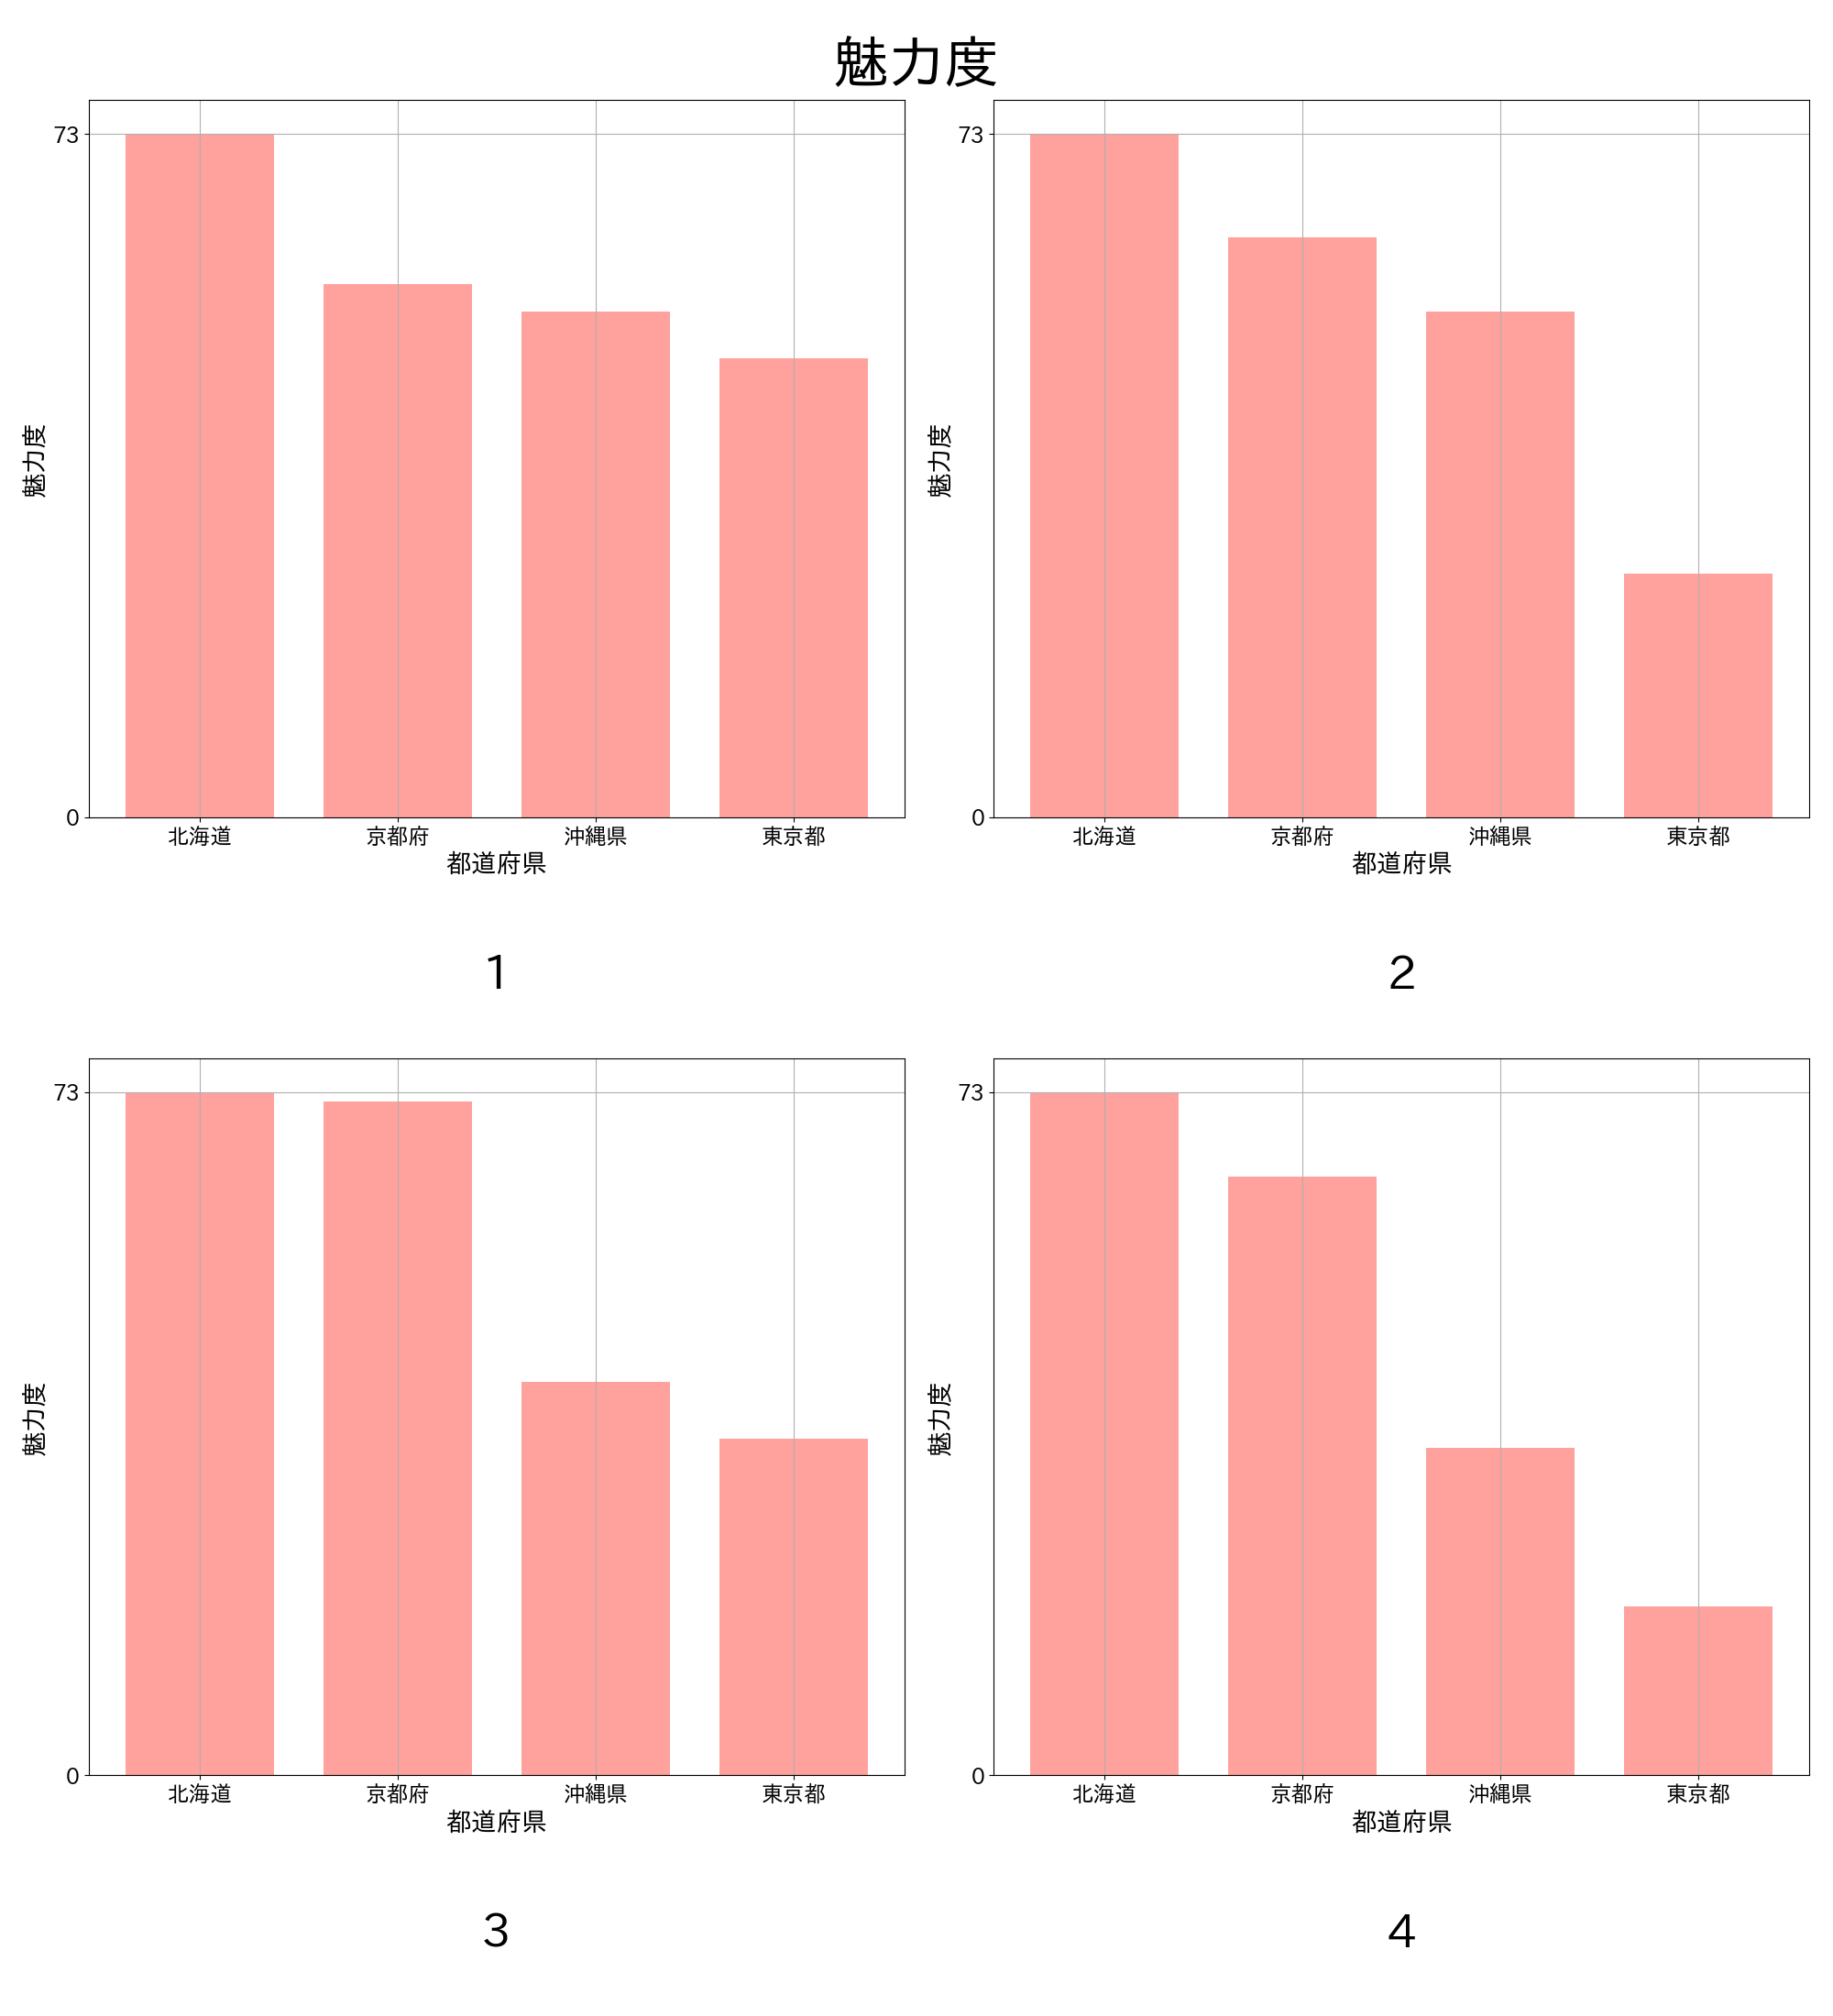 魅力度
73
73
魅力度
魅力度
0
0
北海道 京都府 沖縄県 東京都
北海道 京都府 沖縄県 東京都
都道府県
都道府県
1
2
73
73
魅力度
魅力度
0
0
北海道 京都府 沖縄県 東京都
北海道 京都府 沖縄県 東京都
都道府県
都道府県
3
4